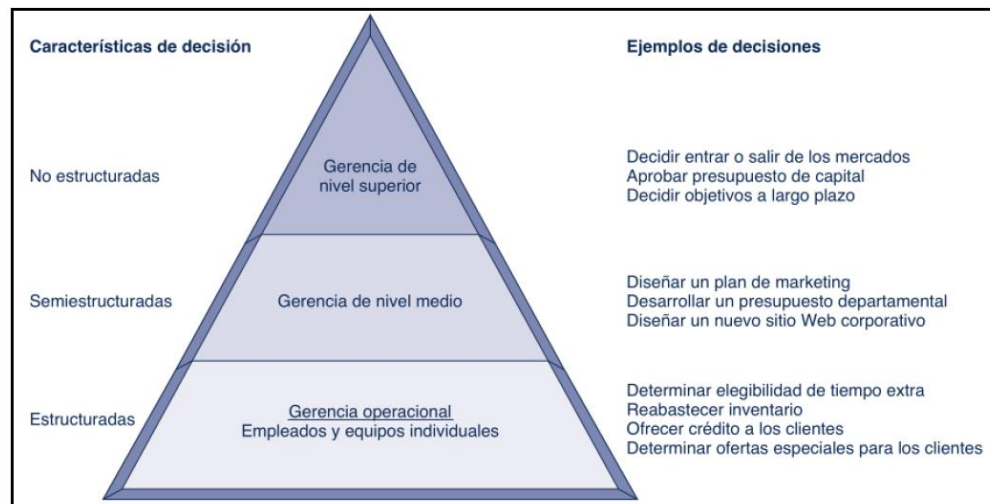 Características de decisión
Ejemplos de decisiones
No estructuradas
Gerencia de
nivel superior
Decidir entrar o salir de los mercados
Aprobar presupuesto de capital
Decidir objetivos a largo plazo
Semiestructuradas
Gerencia de nivel medio
Diseñar un plan de marketing
Desarrollar un presupuesto departamental
Diseñar un nuevo sitio Web corporativo
Estructuradas
Gerencia operacional
Empleados y equipos individuales
Determinar elegibilidad de tiempo extra
Reabastecer inventario
Ofrecer crédito a los clientes
Determinar ofertas especiales para los clientes